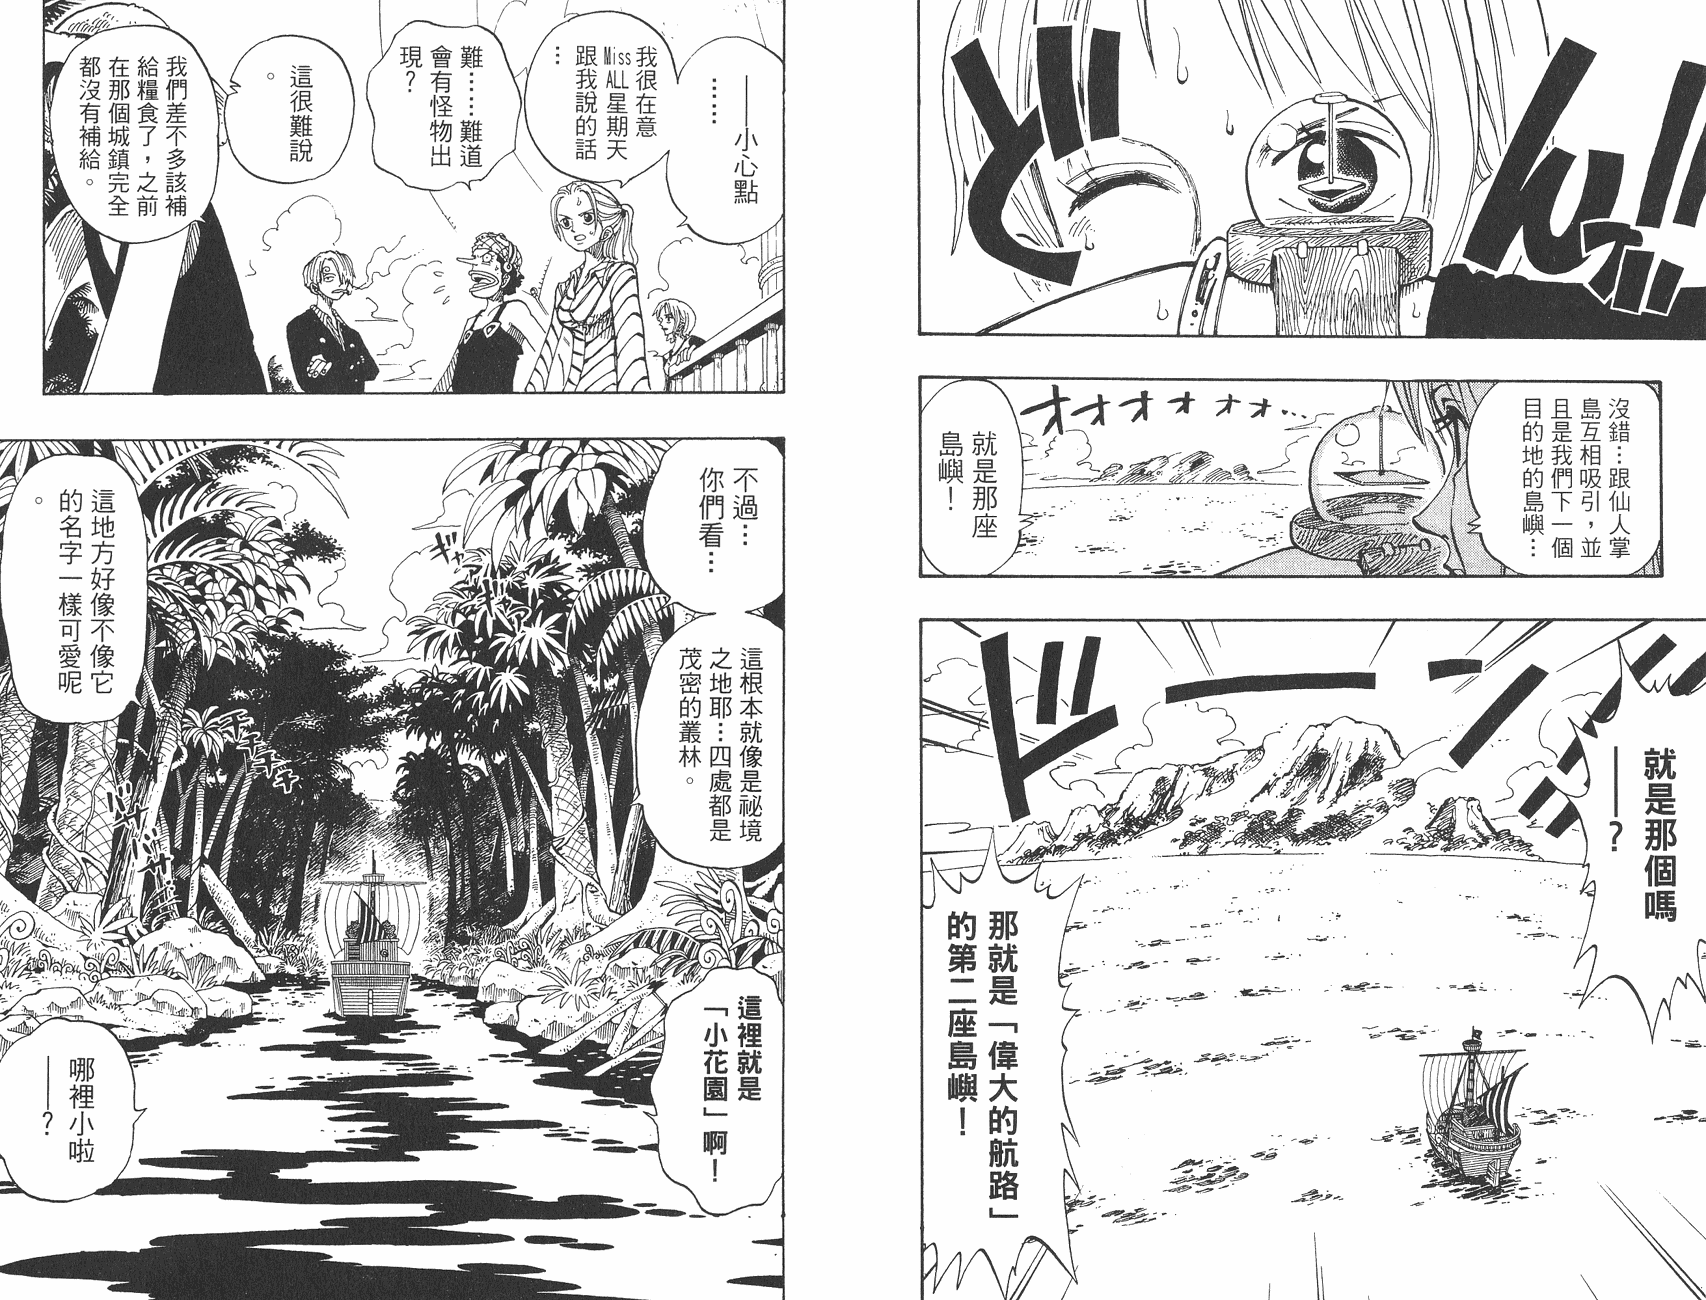 どんッ!!
沒錯…跟仙人掌
島互相吸引，並
且是我們下一個
目的地的島嶼…
オオオオオオ…
就是那座
島嶼！
ドーーン!!
就是那個嗎
——？
那就是「偉大的航路」
的第二座島嶼！
——小心點
……
我很在意
Miss
ALL星期天
跟我說的話
…
難……難道
會有怪物出
現？
這很難說
。
我們差不多該補
給糧食了，之前
在那個城鎮完全
都沒有補給。
不過…
你們看…
這根本就像是祕境
之地耶…四處都是
茂密的叢林。
ギャー
チチチチ
這地方好像不像它
的名字一樣可愛呢
。
這裡就是
「小花園」啊！
哪裡小啦
——？